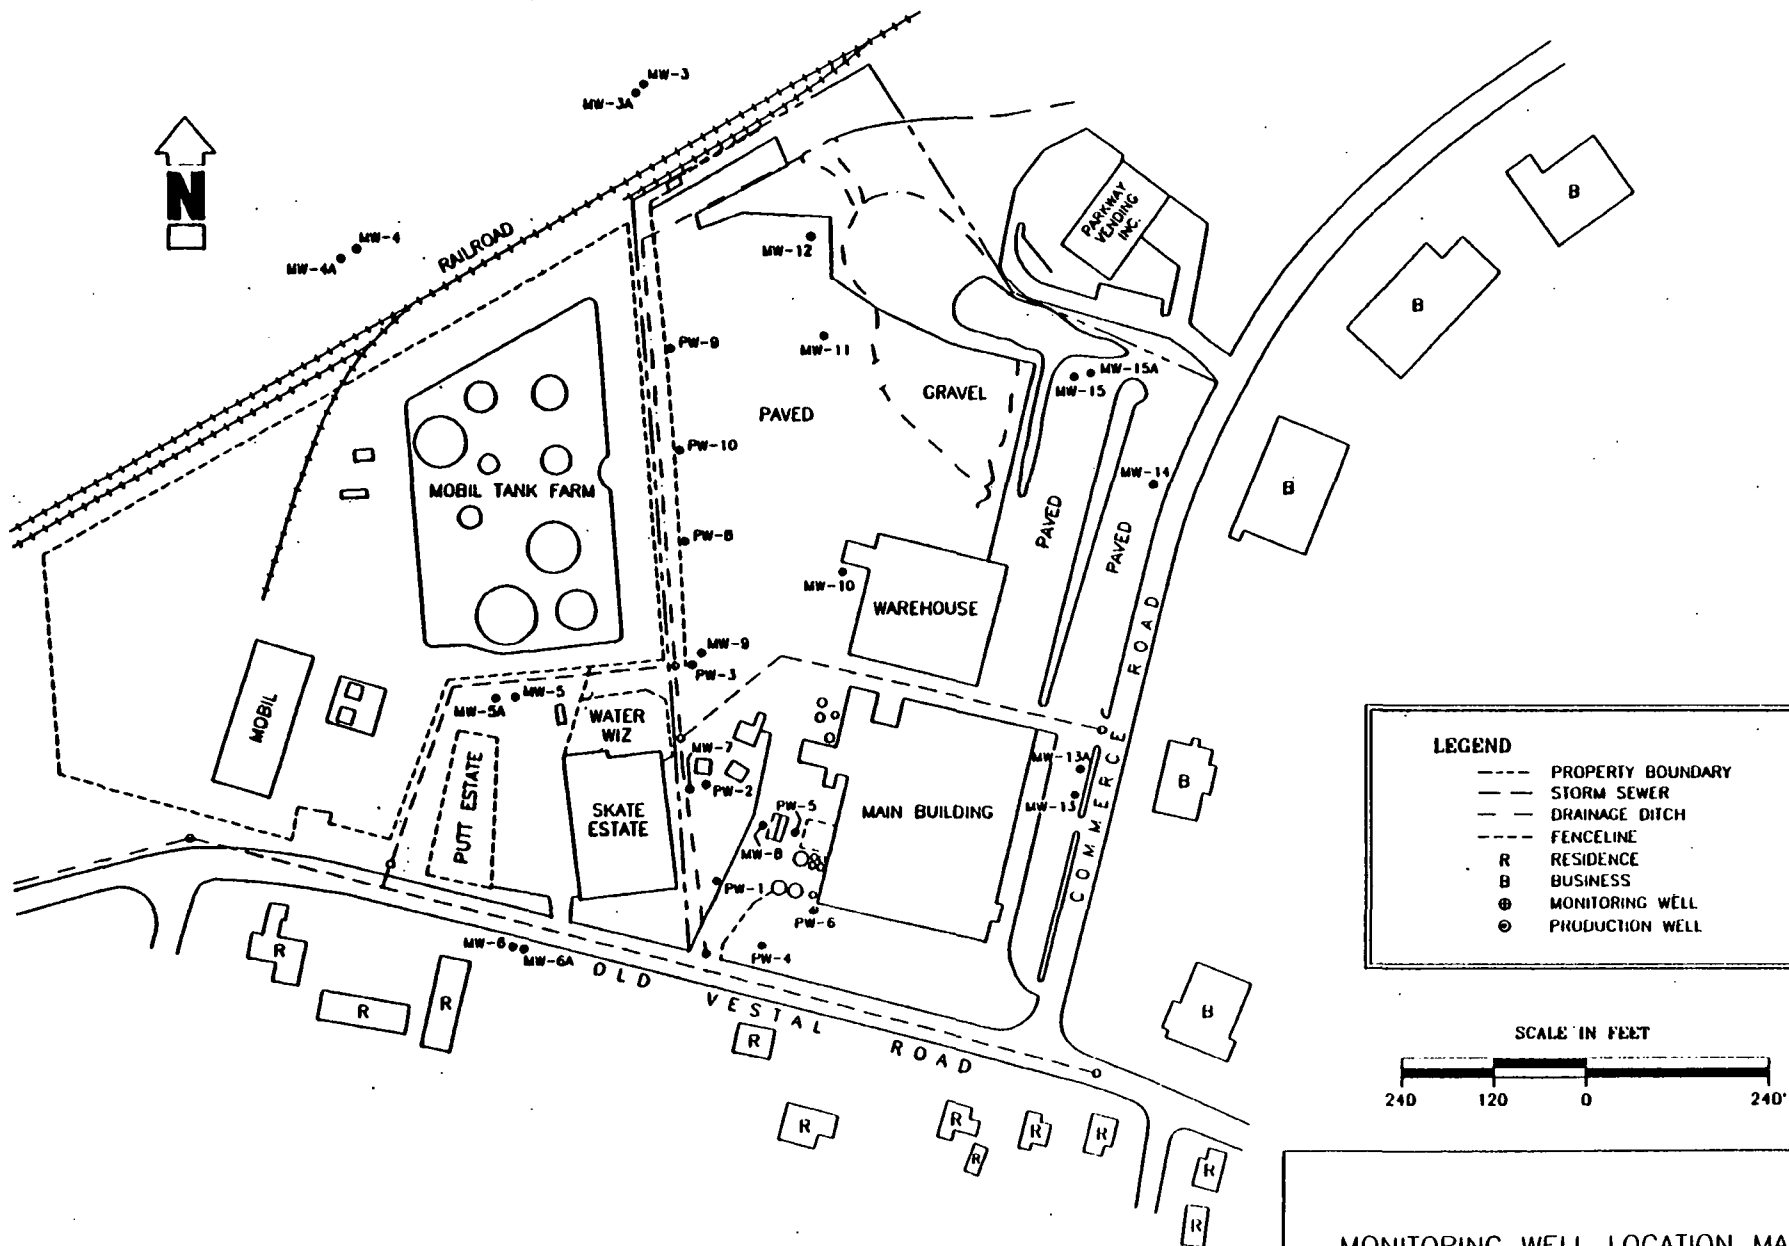 MW-3
MW-3A
N
MW-4
MW-4A
RAILROAD
PARKWAY
VENDING
INC.
B
B
MW-12
MW-11
PW-9
GRAVEL
PAVED
MW-15A
MW-15
PW-10
MOBIL TANK FARM
MW-14
B
PAVED
PAVED
PW-8
MW-10
WAREHOUSE
MW-9
PW-3
MW-5
MW-5A
MOBIL
WATER
WIZ
MW-7
PW-2
MW-13A
MW-13
B
COMMERCE ROAD
PUTT ESTATE
SKATE
ESTATE
PW-5
MAIN BUILDING
MW-8
PW-1
PW-6
PW-4
MW-6
MW-6A
OLD VESTAL ROAD
R
R
R
R
B
R
R
R
R
R
R
R
LEGEND
PROPERTY BOUNDARY
STORM SEWER
DRAINAGE DITCH
FENCELINE
R RESIDENCE
B BUSINESS
MONITORING WELL
PRODUCTION WELL
SCALE IN FEET
240 120 0 240'
MONITORING WELL LOCATION MA